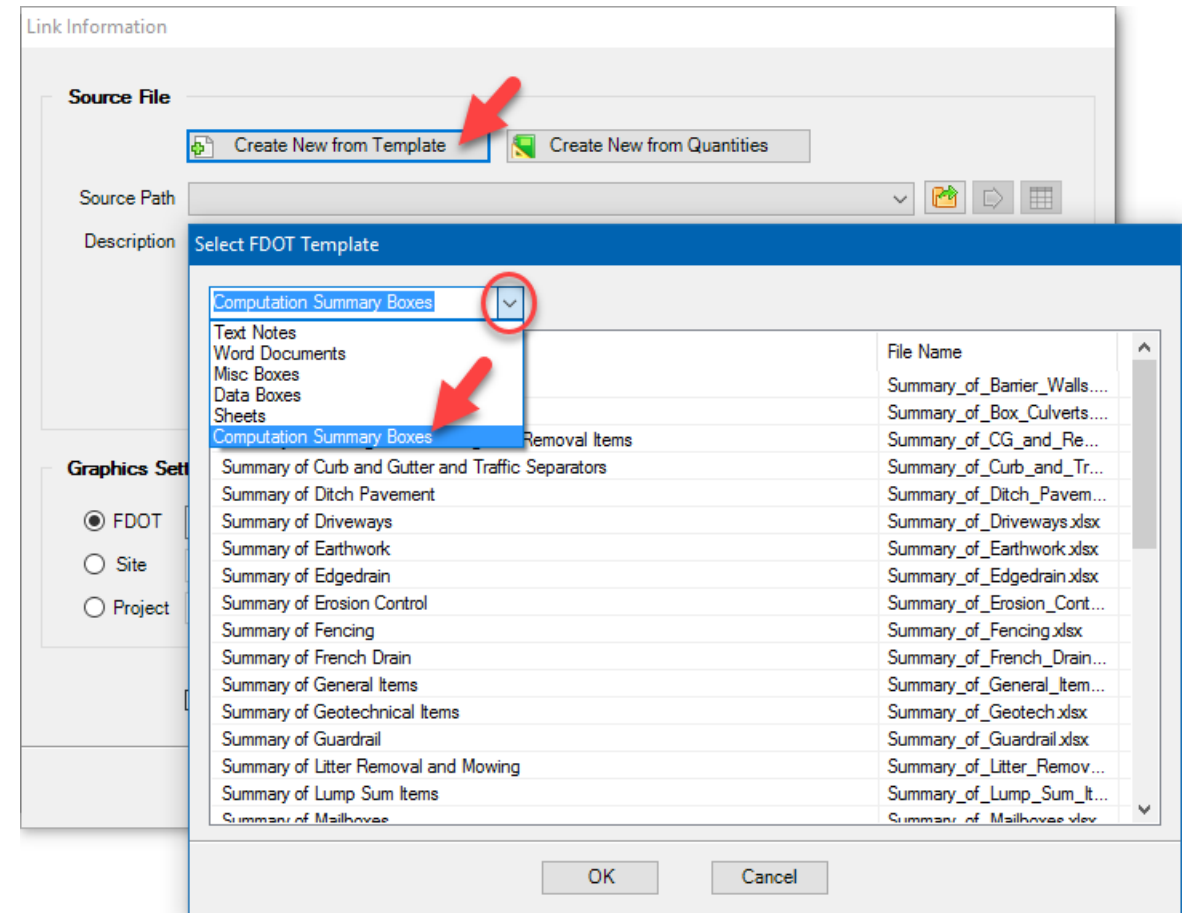 Link Information
Source File
Create New from Template
Create New from Quantities
Source Path
Description
Select FDOT Template
Computation Summary Boxes
Text Notes
Word Documents
Misc Boxes
Data Boxes
Sheets
Computation Summary Boxes
File Name
Summary_of_Barrier_Walls....
Summary_of_Box_Culverts....
Removal Items Summary_of_CG_and_Re...
Summary of Curb and Gutter and Traffic Separators Summary_of_Curb_and_Tr...
Summary of Ditch Pavement Summary_of_Ditch_Pavem...
Summary of Driveways Summary_of_Driveways.xlsx
Summary of Earthwork Summary_of_Earthwork.xlsx
Summary of Edgedrain Summary_of_Edgedrain.xlsx
Summary of Erosion Control Summary_of_Erosion_Cont...
Summary of Fencing Summary_of_Fencing.xlsx
Summary of French Drain Summary_of_French_Drain...
Summary of General Items Summary_of_General_Item...
Summary of Geotechnical Items Summary_of_Geotech.xlsx
Summary of Guardrail Summary_of_Guardrail.xlsx
Summary of Litter Removal and Mowing Summary_of_Litter_Remov...
Summary of Lump Sum Items Summary_of_Lump_Sum_It...
Summary of Mailboxes Summary_of_Mailboxes.xlsx
Graphics Sett
FDOT
Site
Project
OK
Cancel